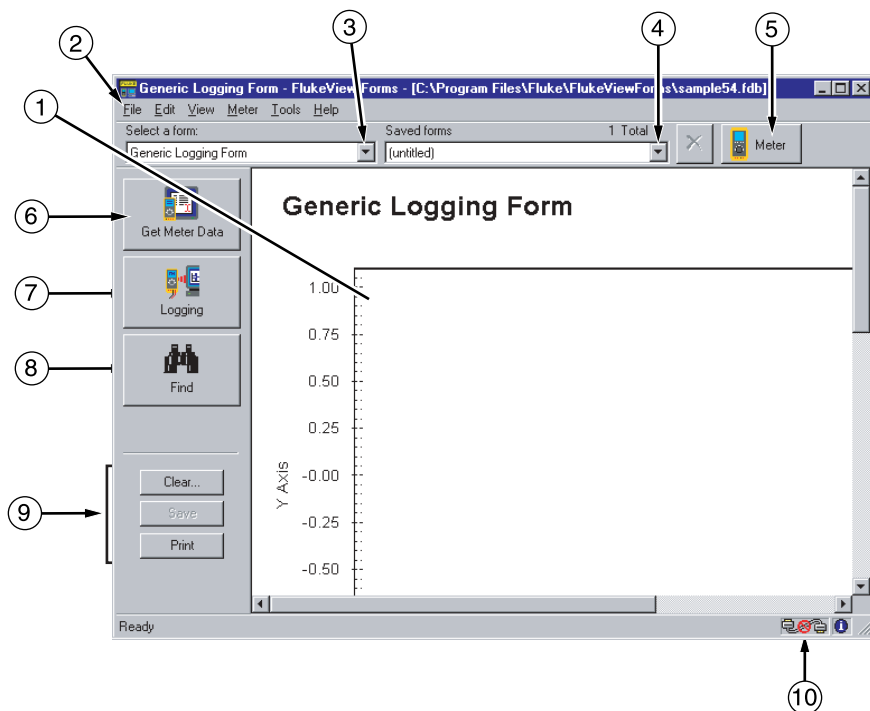 2
3
4
5
1
Generic Logging Form - FlukeView Forms - [C:\Program Files\Fluke\FlukeViewForms\sample54.fdb]
File Edit View Meter Tools Help
Select a form:
Saved forms
1 Total
Generic Logging Form
(untitled)
Meter
6
Get Meter Data
7
Logging
8
Find
9
Clear...
Save
Print
Generic Logging Form
1.00
0.75
0.50
0.25
-0.00
-0.25
-0.50
Y Axis
Ready
10